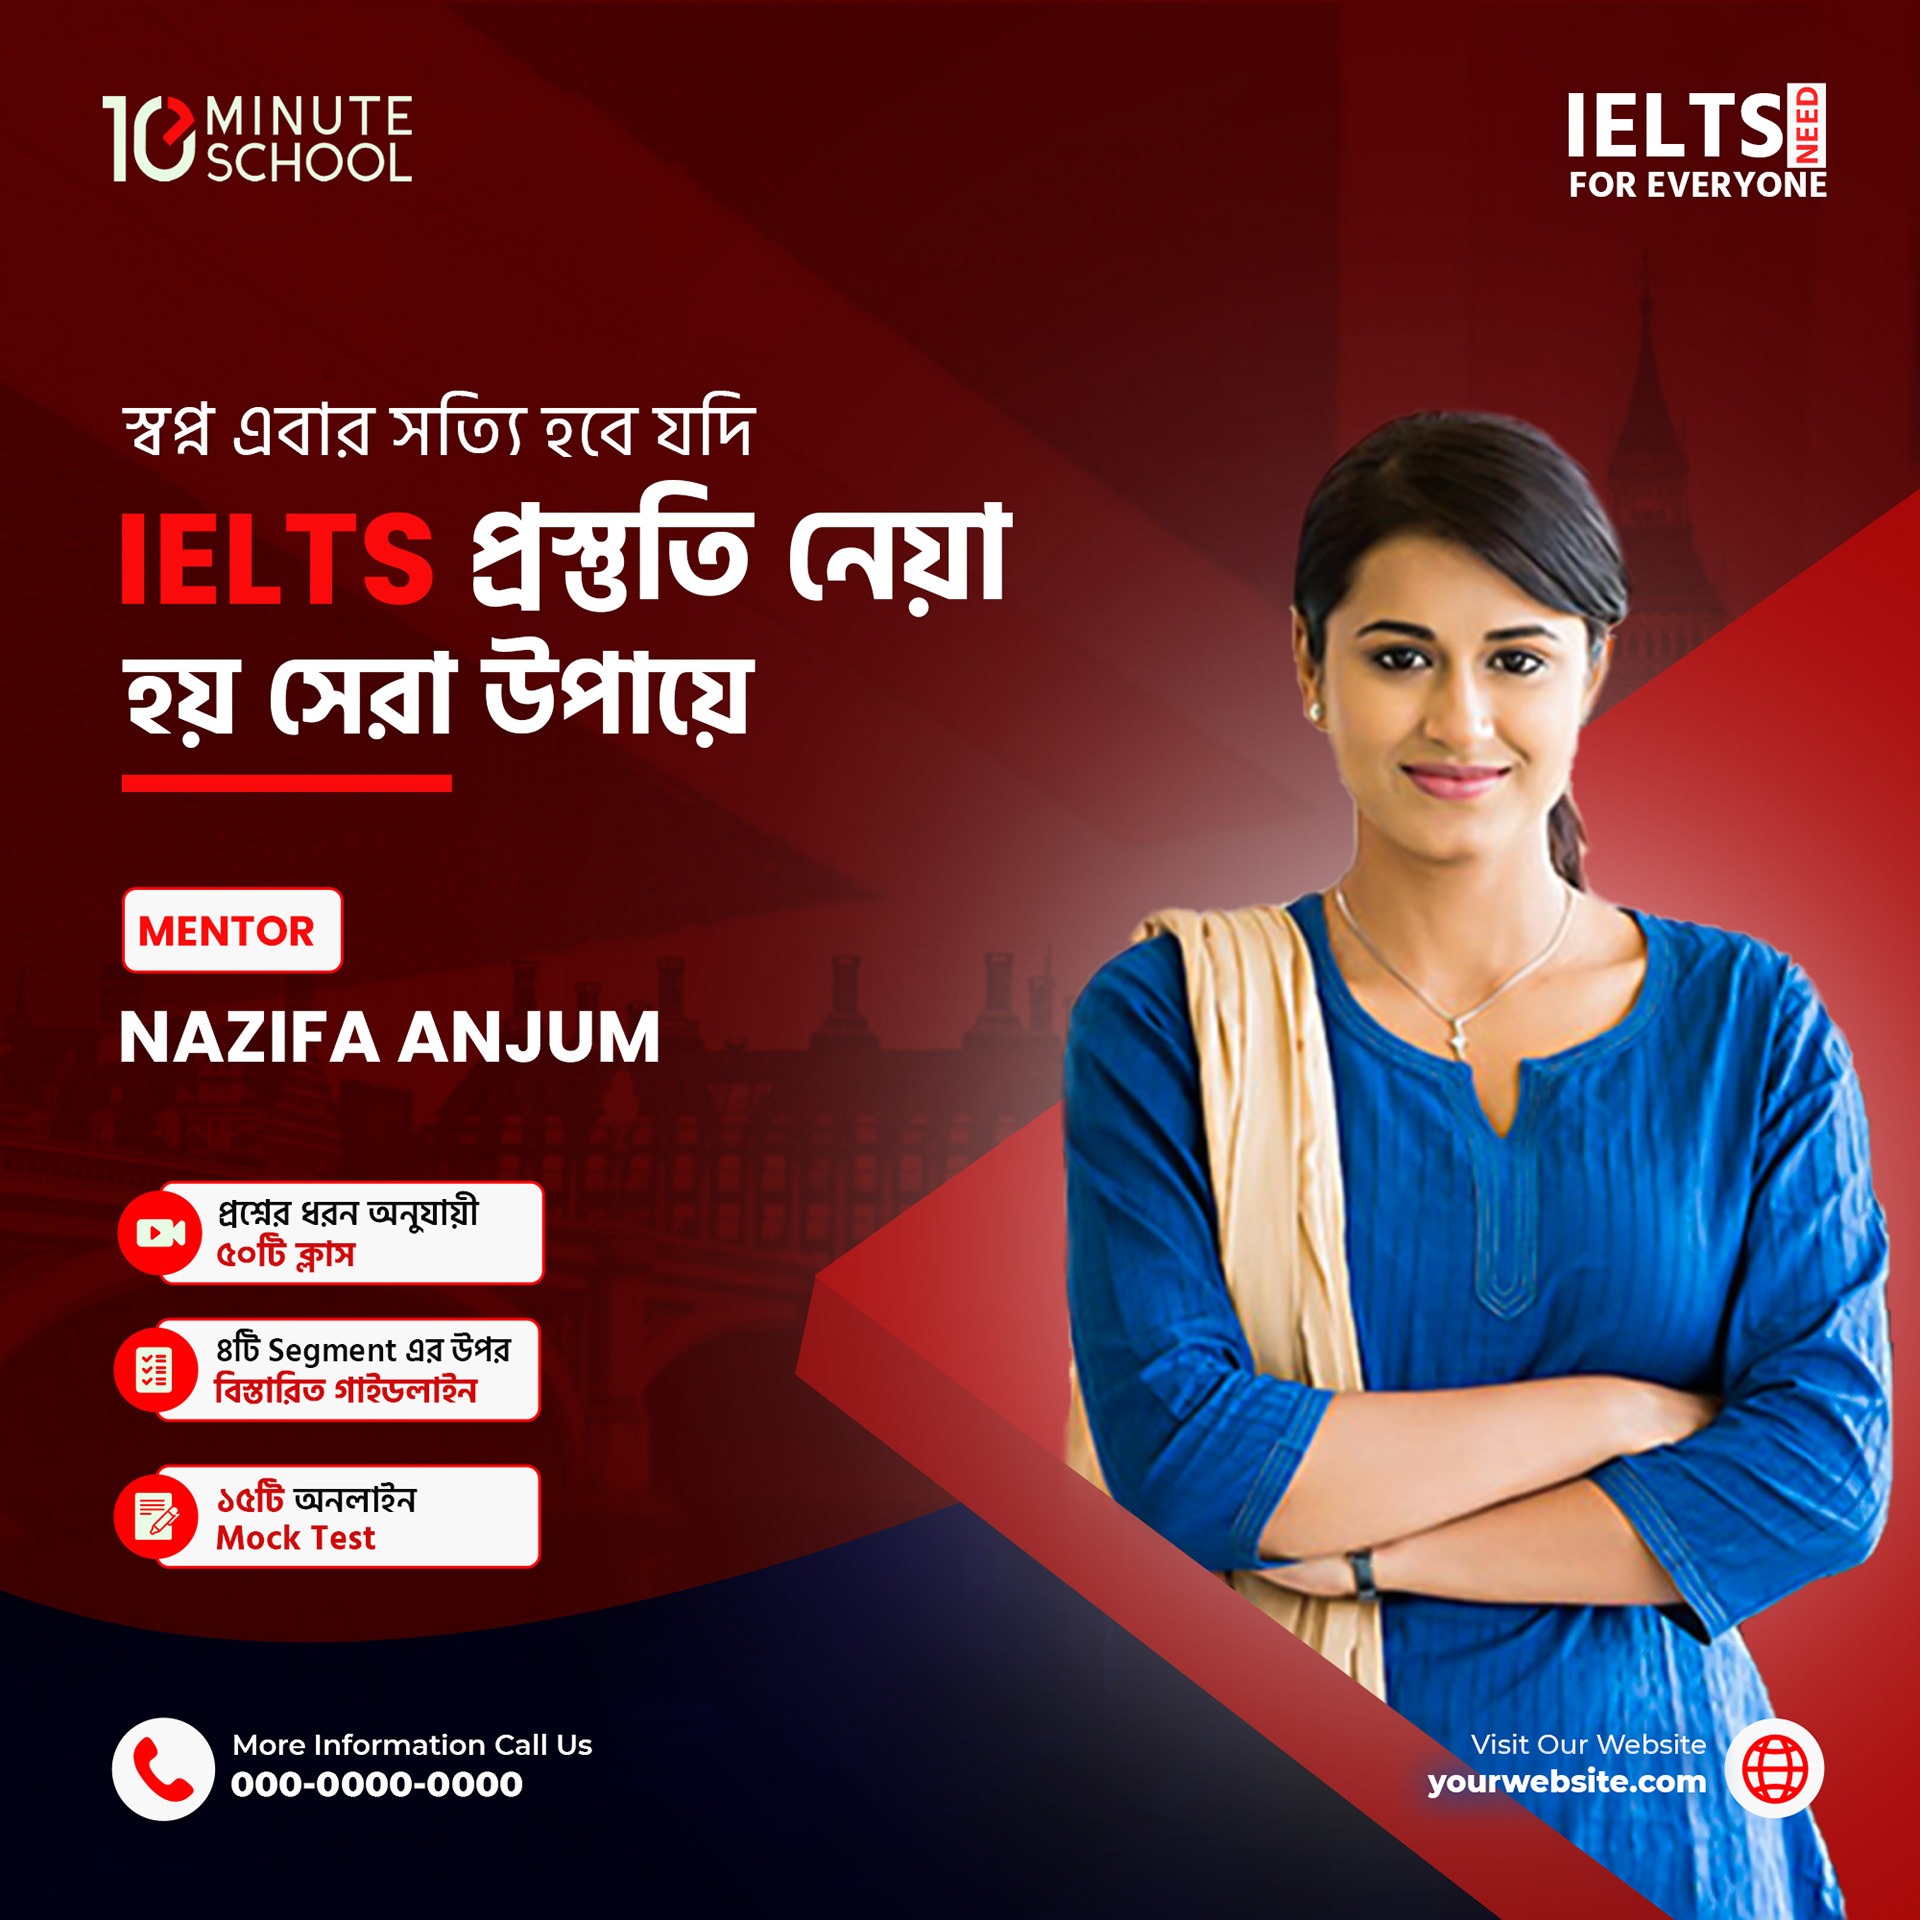 10 MINUTE
SCHOOL
IELTS NEED
FOR EVERYONE
স্বপ্ন এবার সত্যি হবে যদি
IELTS প্রস্তুতি নেয়া
হয় সেরা উপায়ে
MENTOR
NAZIFA ANJUM
প্রশ্নের ধরন অনুযায়ী
৫০টি ক্লাস
৪টি Segment এর উপর
বিস্তারিত গাইডলাইন
১৫টি অনলাইন
Mock Test
More Information Call Us
000-0000-0000
Visit Our Website
yourwebsite.com